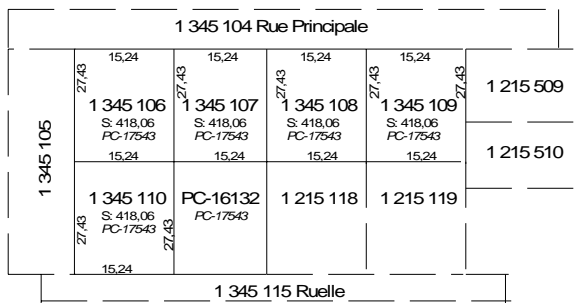 1 345 104 Rue Principale
15,24 15,24 15,24 15,24
27,43 27,43 27,43 27,43 27,43
1 345 105
1 345 106
S: 418,06
PC-17543
1 345 107
S: 418,06
PC-17543
1 345 108
S: 418,06
PC-17543
1 345 109
S: 418,06
PC-17543
1 215 509
1 215 510
15,24 15,24 15,24 15,24
1 345 110
S: 418,06
PC-17543
27,43 27,43
15,24
PC-16132
PC-17543
1 215 118
1 215 119
1 345 115 Ruelle